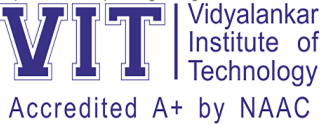 VIT
Vidyalankar
Institute of
Technology
Accredited A+ by NAAC